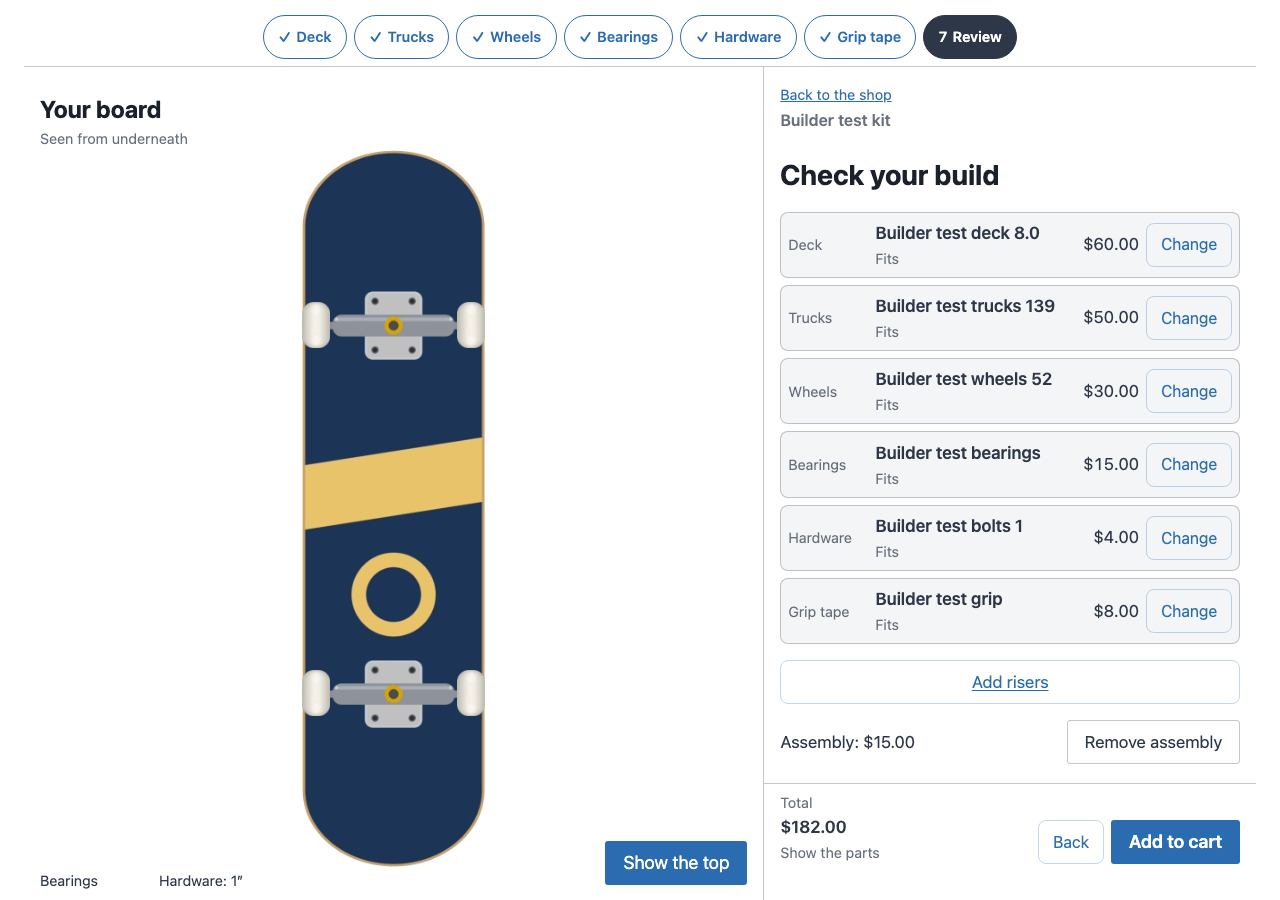 ✓ Deck
✓ Trucks
✓ Wheels
✓ Bearings
✓ Hardware
✓ Grip tape
7 Review
Your board
Seen from underneath
Bearings
Hardware: 1″
Show the top
Back to the shop
Builder test kit
Check your build
Deck
Builder test deck 8.0
Fits
$60.00
Change
Trucks
Builder test trucks 139
Fits
$50.00
Change
Wheels
Builder test wheels 52
Fits
$30.00
Change
Bearings
Builder test bearings
Fits
$15.00
Change
Hardware
Builder test bolts 1
Fits
$4.00
Change
Grip tape
Builder test grip
Fits
$8.00
Change
Add risers
Assembly: $15.00
Remove assembly
Total
$182.00
Show the parts
Back
Add to cart